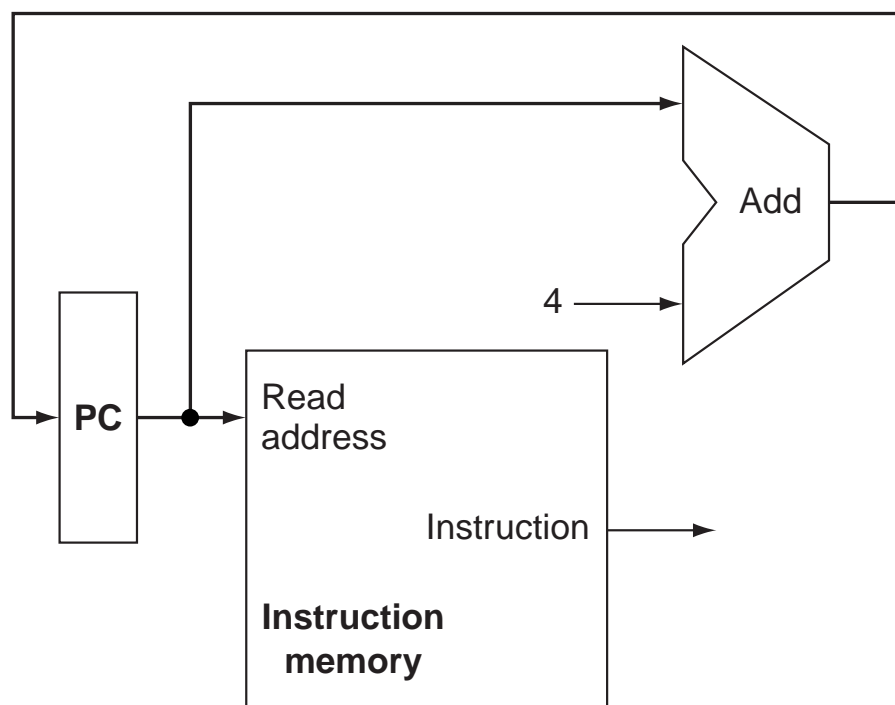 Add
4
PC
Read
address
Instruction
Instruction
memory